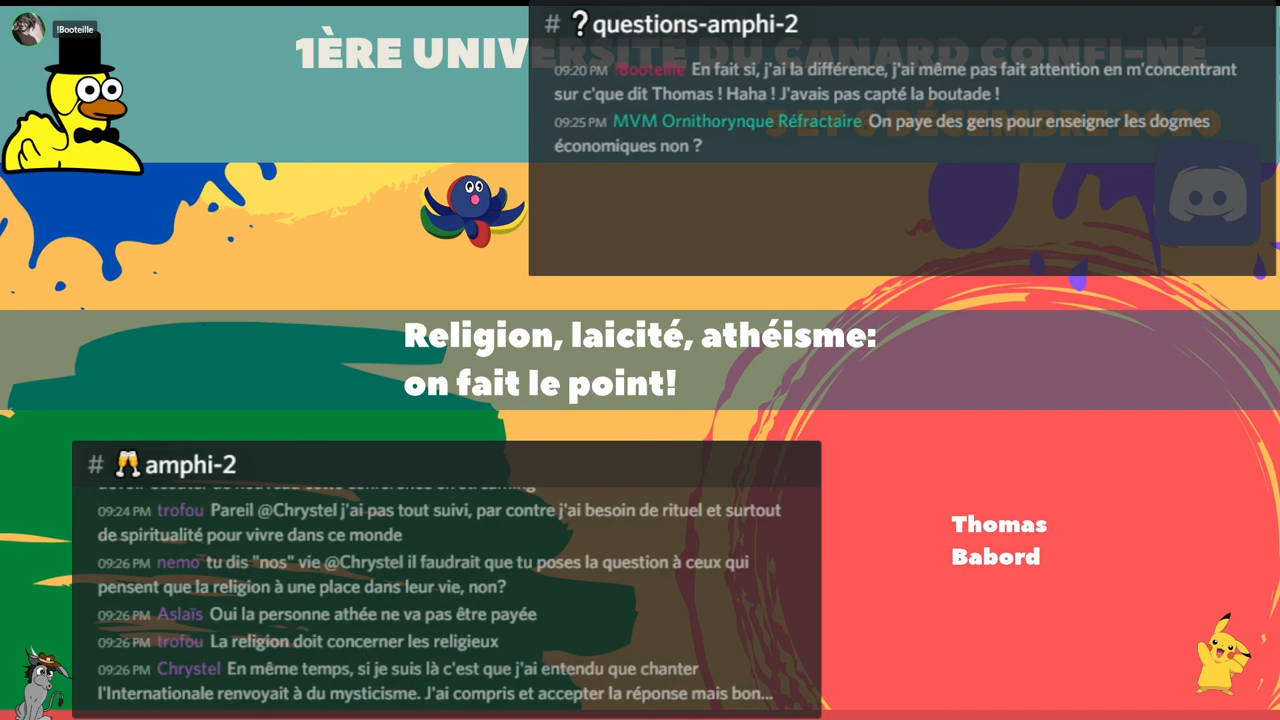 !Booteille
1ÈRE UNIVERSITÉ DU CANARD CONFI-NÉ
# ❓questions-amphi-2
09:20 PM !Booteille En fait si, j'ai la différence, j'ai même pas fait attention en m'concentrant
sur c'que dit Thomas ! Haha ! J'avais pas capté la boutade !
DÉCEMBRE 2020
09:25 PM MVM Ornithorynque Réfractaire On paye des gens pour enseigner les dogmes
économiques non ?
Religion, laicité, athéisme:
on fait le point!
# 🥂amphi-2
09:24 PM trofou Pareil @Chrystel j'ai pas tout suivi, par contre j'ai besoin de rituel et surtout
de spiritualité pour vivre dans ce monde
09:26 PM nemo tu dis "nos" vie @Chrystel il faudrait que tu poses la question à ceux qui
pensent que la religion à une place dans leur vie, non?
09:26 PM Aslaïs Oui la personne athée ne va pas être payée
09:26 PM trofou La religion doit concerner les religieux
09:26 PM Chrystel En même temps, si je suis là c'est que j'ai entendu que chanter
l'Internationale renvoyait à du mysticisme. J'ai compris et accepter la réponse mais bon...
Thomas
Babord